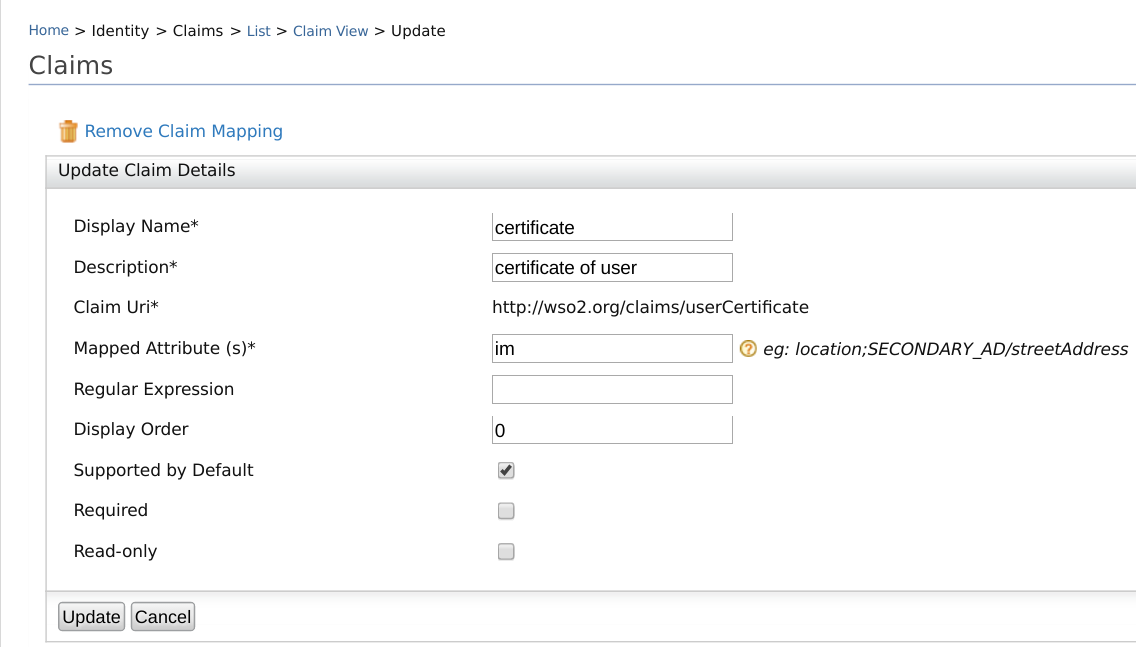 Home > Identity > Claims > List > Claim View > Update
Claims
Remove Claim Mapping
Update Claim Details
Display Name* certificate
Description* certificate of user
Claim Uri* http://wso2.org/claims/userCertificate
Mapped Attribute (s)* im ? eg: location;SECONDARY_AD/streetAddress
Regular Expression
Display Order 0
Supported by Default
Required
Read-only
Update Cancel